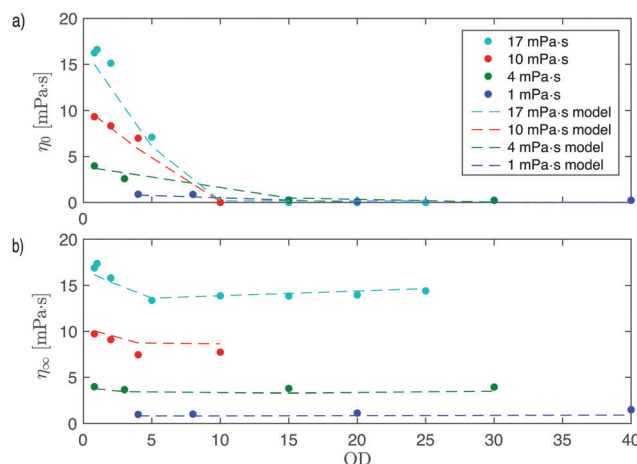 a)
20
15
10
5
0
η₀ [mPa·s]
17 mPa·s
10 mPa·s
4 mPa·s
1 mPa·s
17 mPa·s model
10 mPa·s model
4 mPa·s model
1 mPa·s model
0
b)
20
15
10
5
0
η∞ [mPa·s]
0 5 10 15 20 25 30 35 40
OD